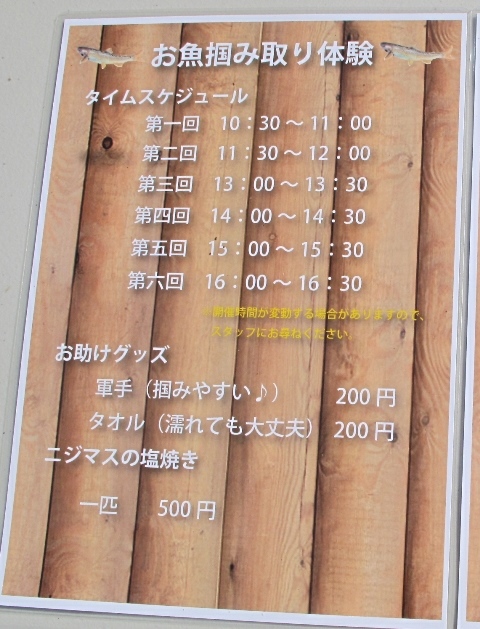 お魚掴み取り体験
タイムスケジュール
第一回 10：30 ～ 11：00
第二回 11：30 ～ 12：00
第三回 13：00 ～ 13：30
第四回 14：00 ～ 14：30
第五回 15：00 ～ 15：30
第六回 16：00 ～ 16：30
※開催時間が変動する場合がありますので、
スタッフにお尋ねください。
お助けグッズ
軍手（掴みやすい♪） 200 円
タオル（濡れても大丈夫） 200 円
ニジマスの塩焼き
一匹 500 円